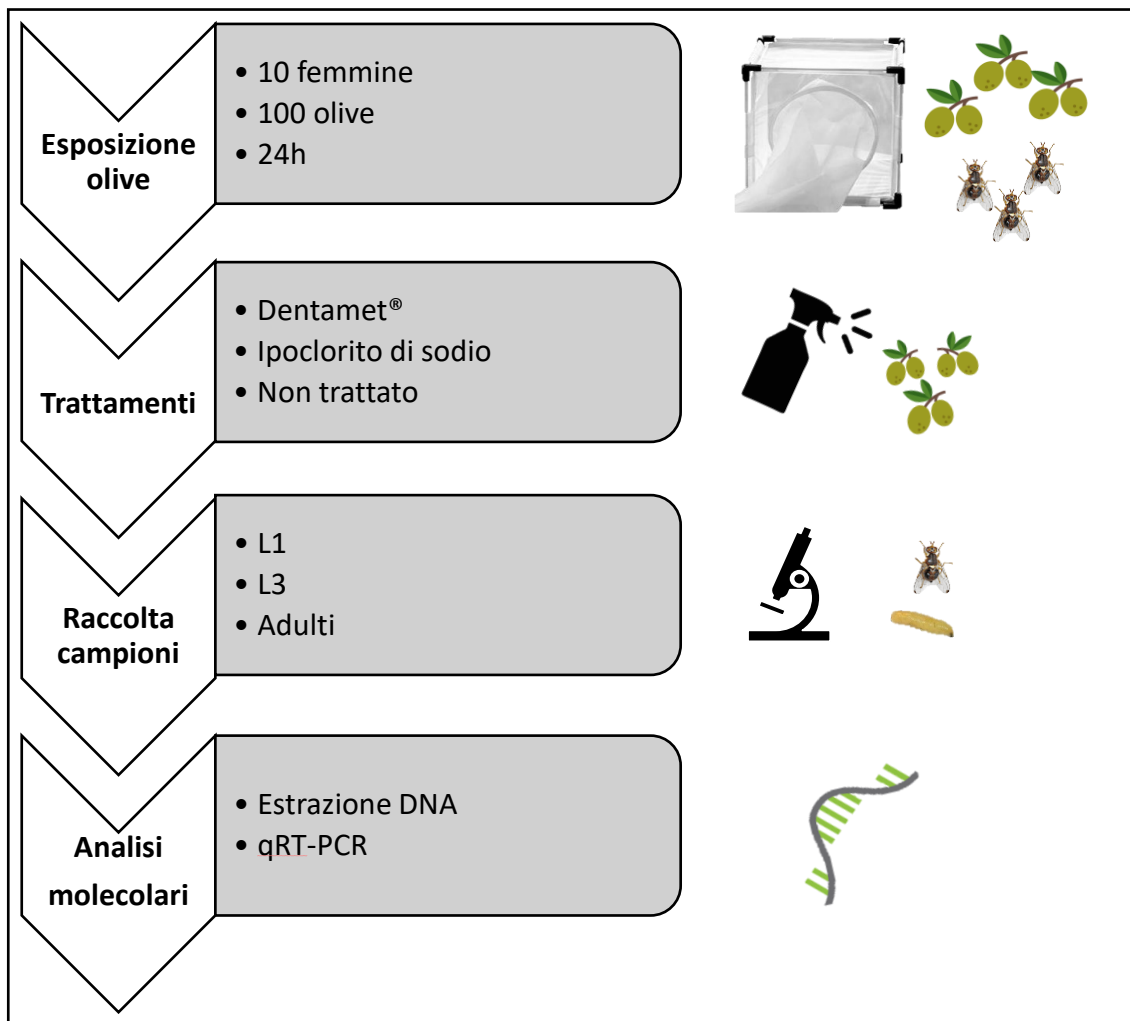 Esposizione
olive
• 10 femmine
• 100 olive
• 24h
Trattamenti
• Dentamet®
• Ipoclorito di sodio
• Non trattato
Raccolta
campioni
• L1
• L3
• Adulti
Analisi
molecolari
• Estrazione DNA
• qRT-PCR